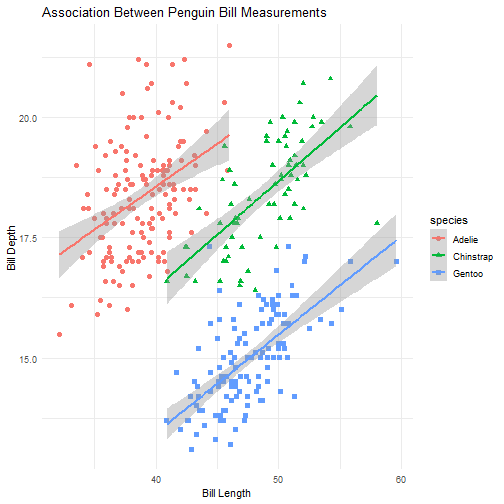 Association Between Penguin Bill Measurements
20.0
17.5
15.0
Bill Depth
40
50
60
Bill Length
species
Adelie
Chinstrap
Gentoo